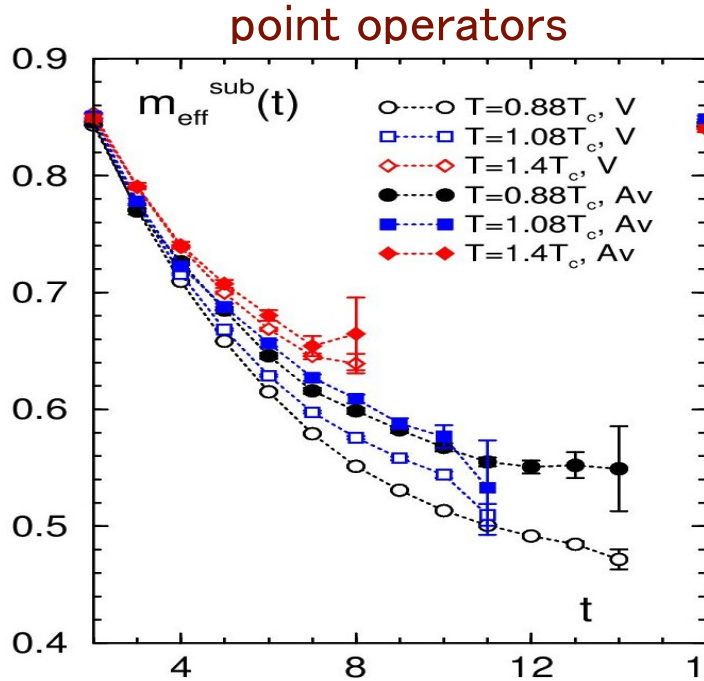 point operators
0.9
m_eff^sub(t)
T=0.88T_c, V
T=1.08T_c, V
T=1.4T_c, V
T=0.88T_c, Av
T=1.08T_c, Av
T=1.4T_c, Av
0.8
0.7
0.6
0.5
t
0.4
4
8
12
1